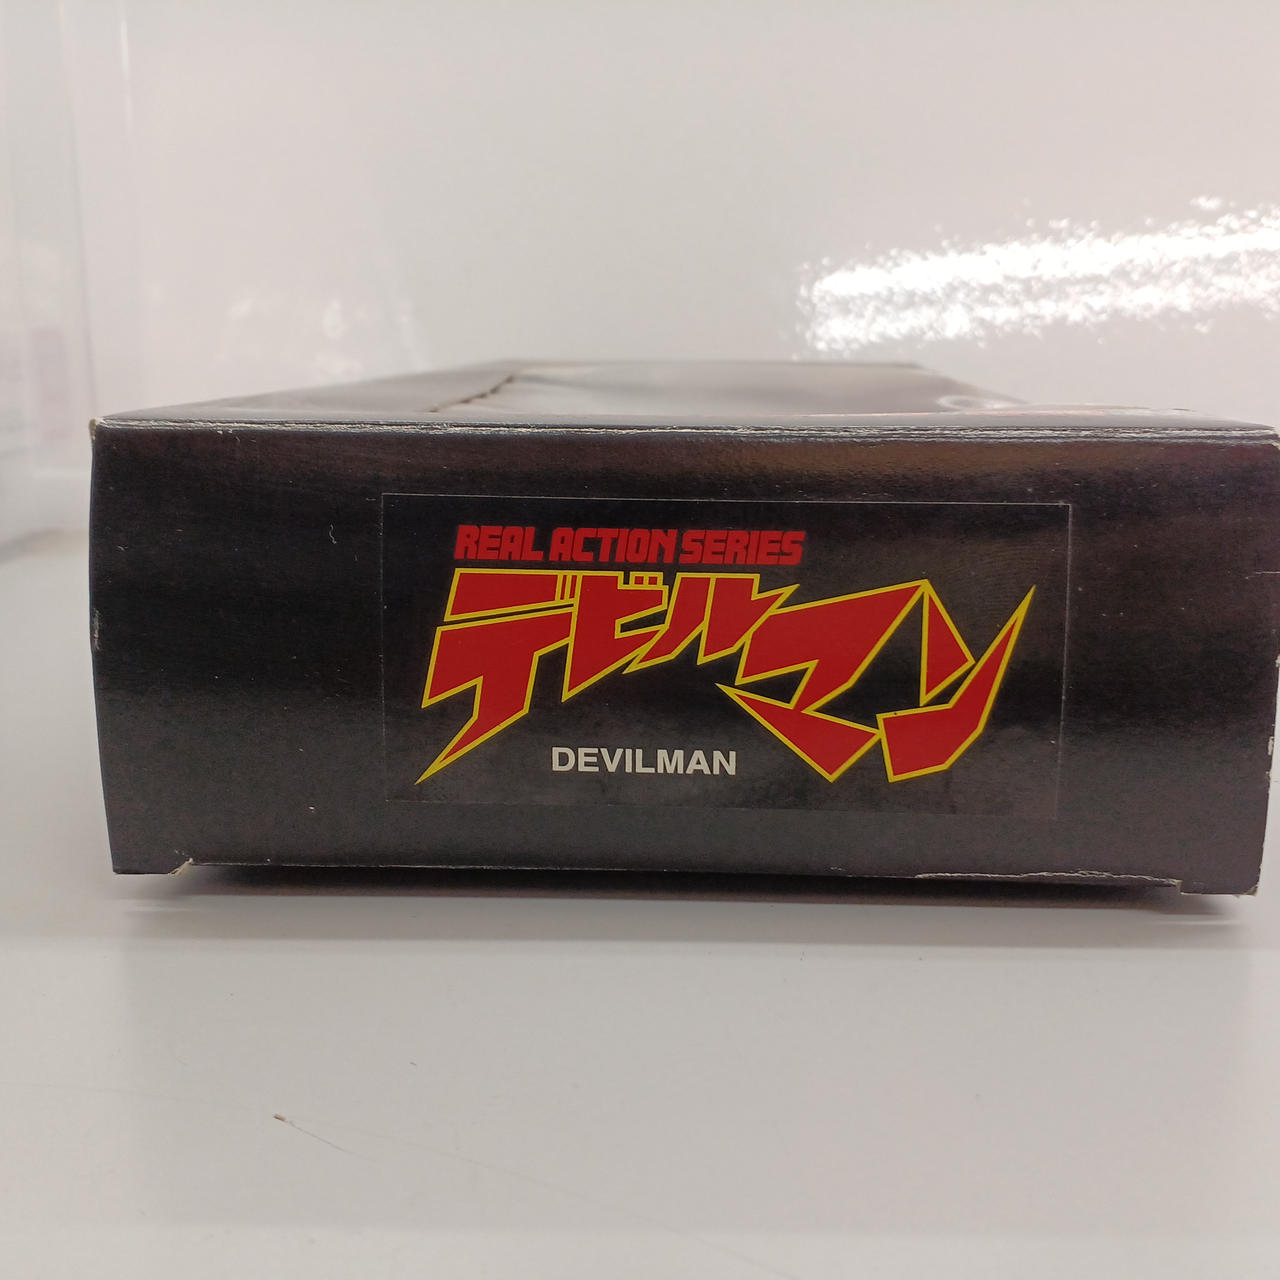 REAL ACTION SERIES
デビルマン
DEVILMAN